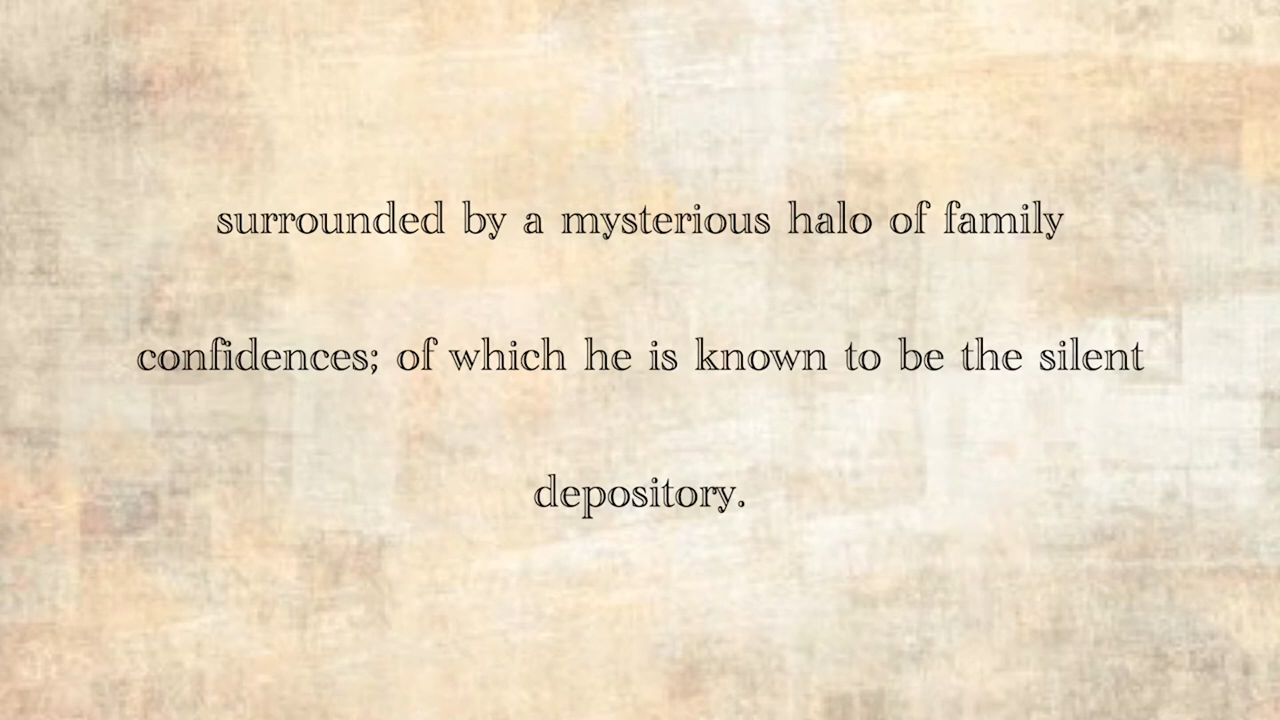 surrounded by a mysterious halo of family
confidences; of which he is known to be the silent
depository.